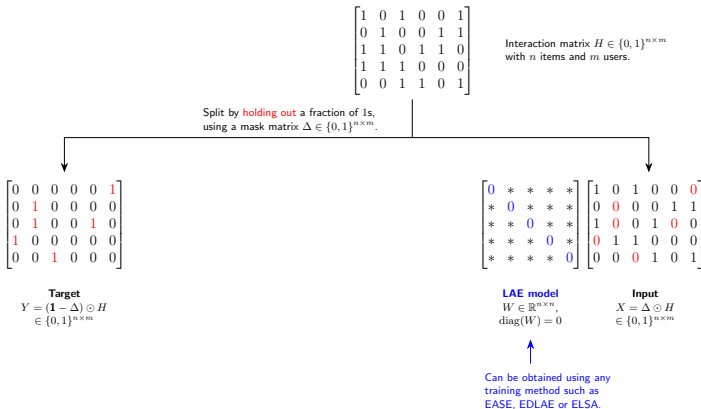 1 0 1 0 0 1
0 1 0 0 1 1
1 1 0 1 1 0
1 1 1 0 0 0
0 0 1 1 0 1
Interaction matrix H ∈ {0, 1}^{n×m}
with n items and m users.
Split by holding out a fraction of 1s,
using a mask matrix Δ ∈ {0, 1}^{n×m}.
0 0 0 0 0 1
0 1 0 0 0 0
0 1 0 0 1 0
1 0 0 0 0 0
0 0 1 0 0 0
Target
Y = (1 − Δ) ⊙ H
∈ {0, 1}^{n×m}
0 * * * *
* 0 * * *
* * 0 * *
* * * 0 *
* * * * 0
LAE model
W ∈ ℝ^{n×n},
diag(W) = 0
1 0 1 0 0 0
0 0 0 0 1 1
1 0 0 1 0 0
0 1 1 0 0 0
0 0 0 1 0 1
Input
X = Δ ⊙ H
∈ {0, 1}^{n×m}
Can be obtained using any
training method such as
EASE, EDLAE or ELSA.